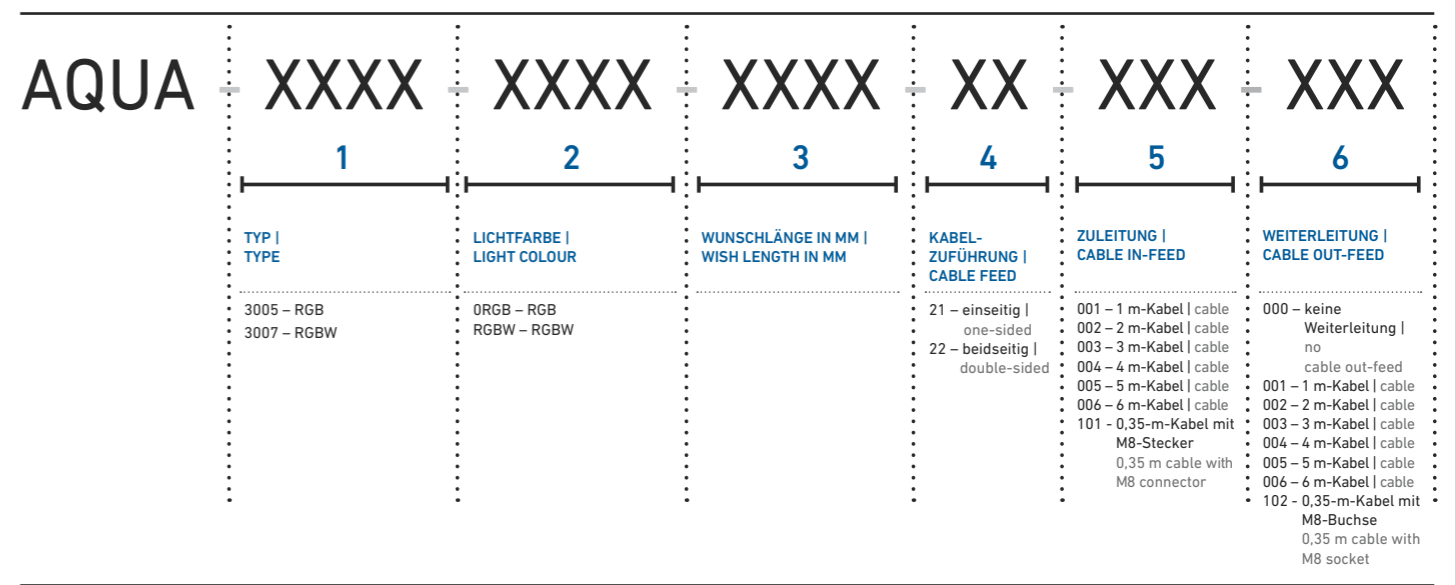 AQUA - XXXX - XXXX - XXXX - XX - XXX - XXX
1
2
3
4
5
6
TYP |
TYPE
3005 – RGB
3007 – RGBW
LICHTFARBE |
LIGHT COLOUR
0RGB – RGB
RGBW – RGBW
WUNSCHLÄNGE IN MM |
WISH LENGTH IN MM
KABEL-
ZUFÜHRUNG |
CABLE FEED
21 – einseitig |
one-sided
22 – beidseitig |
double-sided
ZULEITUNG |
CABLE IN-FEED
001 – 1 m-Kabel | cable
002 – 2 m-Kabel | cable
003 – 3 m-Kabel | cable
004 – 4 m-Kabel | cable
005 – 5 m-Kabel | cable
006 – 6 m-Kabel | cable
101 - 0,35-m-Kabel mit
M8-Stecker
0,35 m cable with
M8 connector
WEITERLEITUNG |
CABLE OUT-FEED
000 – keine
Weiterleitung |
no
cable out-feed
001 – 1 m-Kabel | cable
002 – 2 m-Kabel | cable
003 – 3 m-Kabel | cable
004 – 4 m-Kabel | cable
005 – 5 m-Kabel | cable
006 – 6 m-Kabel | cable
102 - 0,35-m-Kabel mit
M8-Buchse
0,35 m cable with
M8 socket